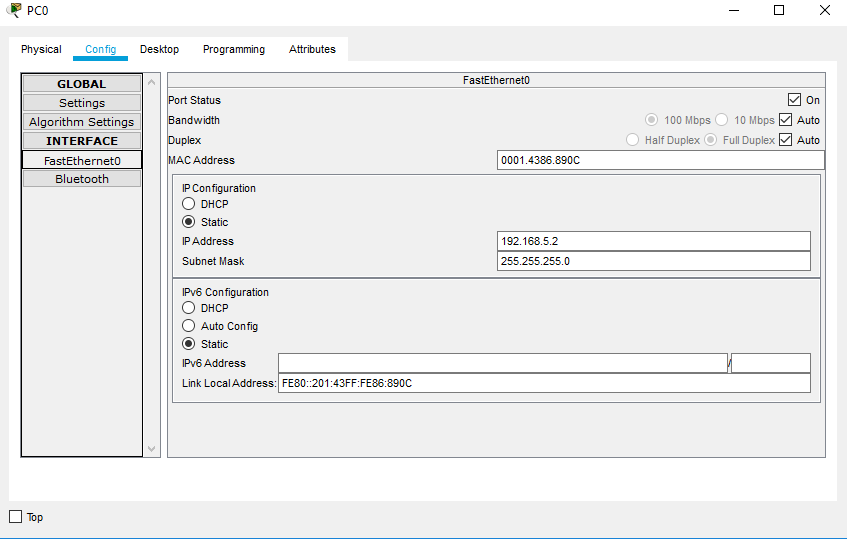 PC0
Physical Config Desktop Programming Attributes
GLOBAL
Settings
Algorithm Settings
INTERFACE
FastEthernet0
Bluetooth
FastEthernet0
Port Status On
Bandwidth 100 Mbps 10 Mbps Auto
Duplex Half Duplex Full Duplex Auto
MAC Address 0001.4386.890C
IP Configuration
DHCP
Static
IP Address 192.168.5.2
Subnet Mask 255.255.255.0
IPv6 Configuration
DHCP
Auto Config
Static
IPv6 Address /
Link Local Address: FE80::201:43FF:FE86:890C
Top